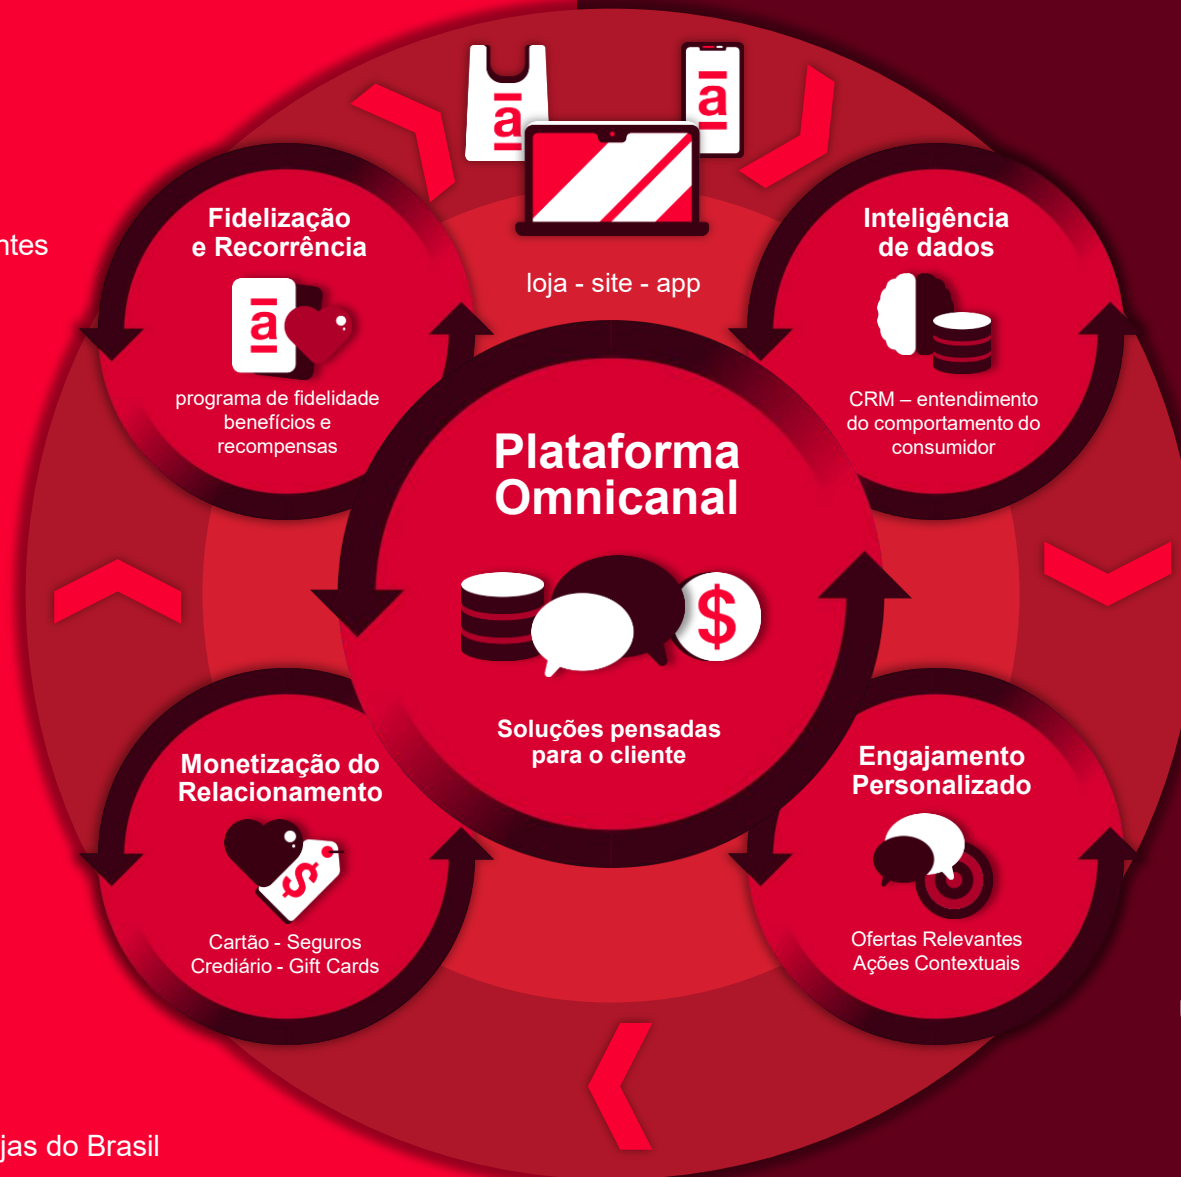 ā
ā
Fidelização
e Recorrência
ntes
Inteligência
de dados
loja - site - app
ā
programa de fidelidade
benefícios e
recompensas
CRM – entendimento
do comportamento do
consumidor
Plataforma
Omnicanal
$
Soluções pensadas
para o cliente
Monetização do
Relacionamento
$
Cartão - Seguros
Crediário - Gift Cards
Engajamento
Personalizado
Ofertas Relevantes
Ações Contextuais
jas do Brasil